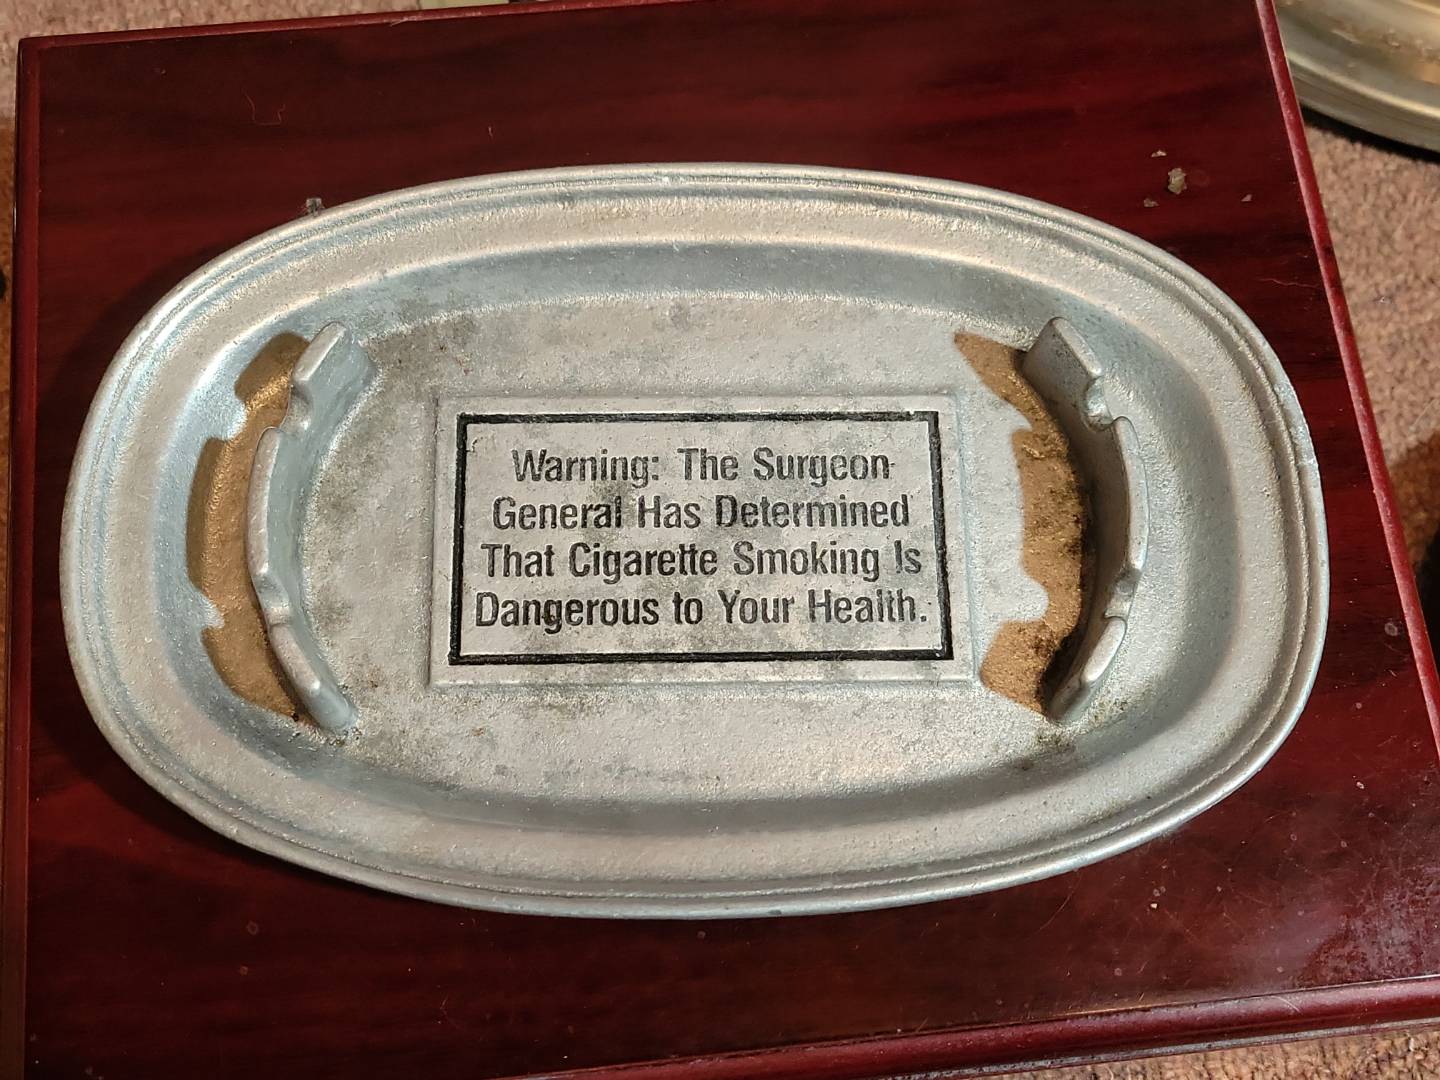 Warning: The Surgeon
General Has Determined
That Cigarette Smoking Is
Dangerous to Your Health.